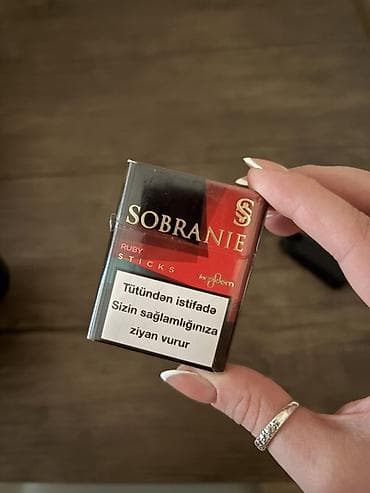 SOBRANIE
RUBY
STICKS
Tütündən istifadə
Sizin sağlamlığınıza
ziyan vurur